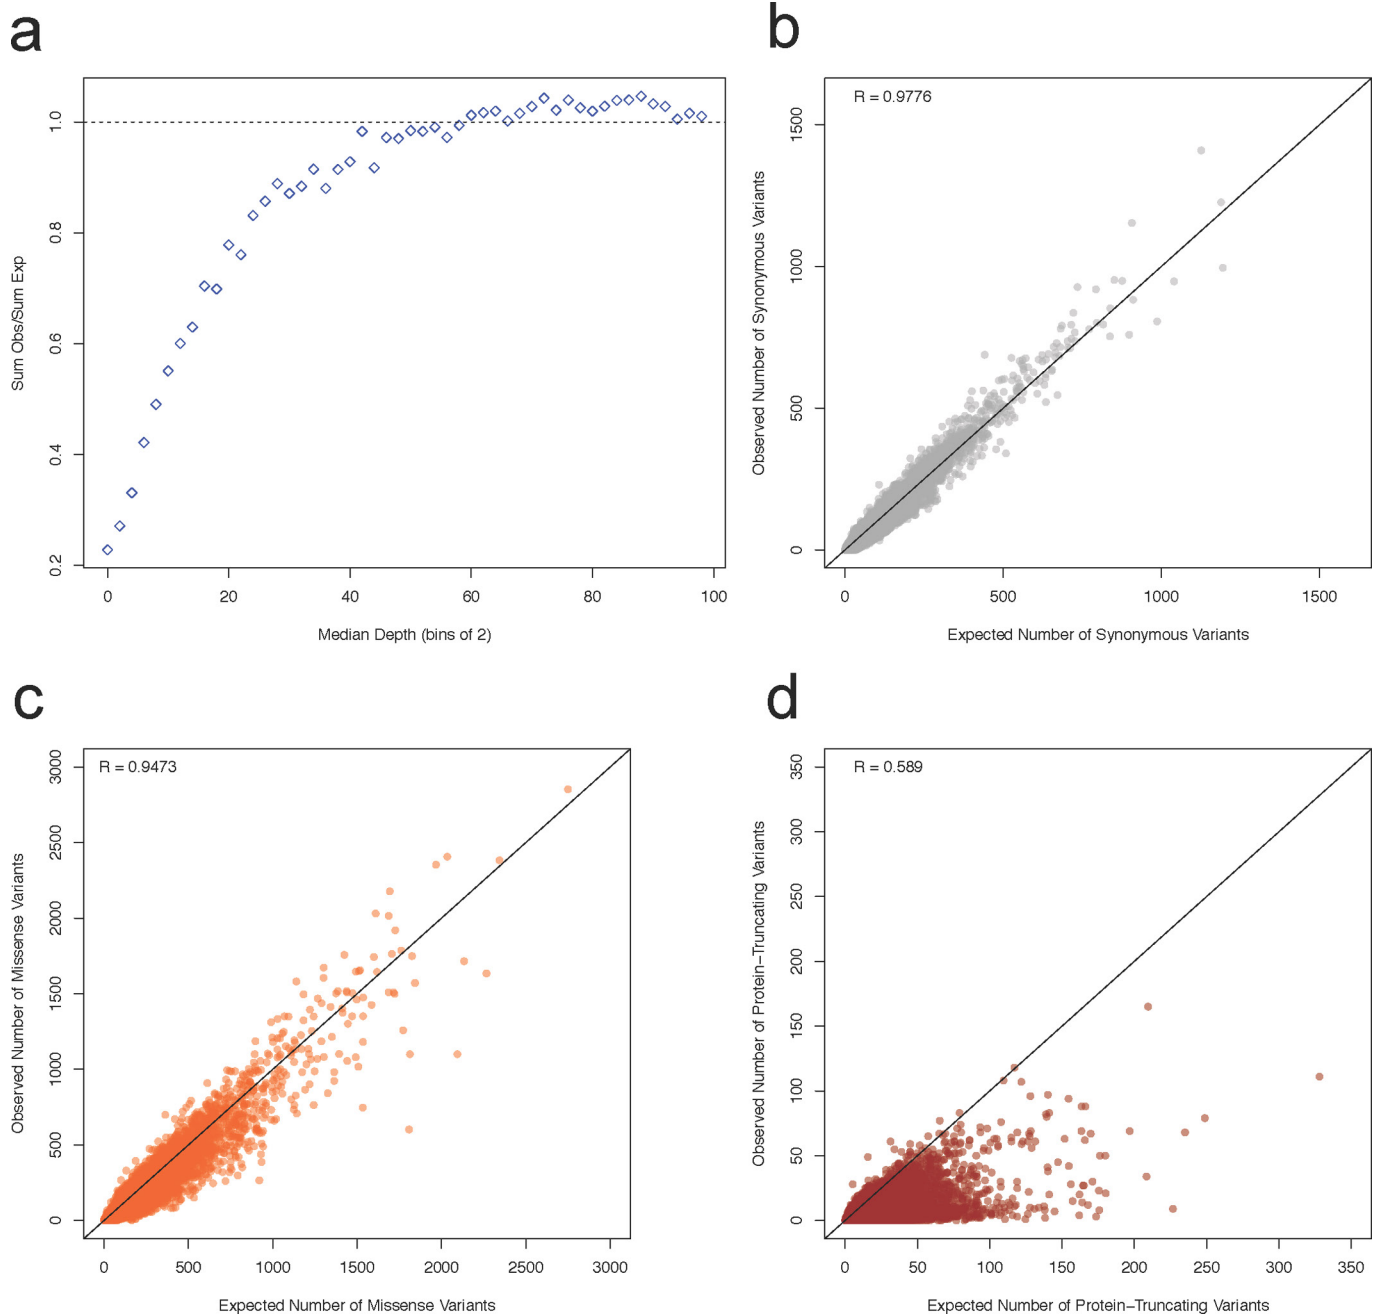 a
1.0
0.8
0.6
0.4
0.2
Sum Obs/Sum Exp
0 20 40 60 80 100
Median Depth (bins of 2)
b
R = 0.9776
1500
1000
500
0
Observed Number of Synonymous Variants
0 500 1000 1500
Expected Number of Synonymous Variants
c
R = 0.9473
3000
2500
2000
1500
1000
500
0
Observed Number of Missense Variants
0 500 1000 1500 2000 2500 3000
Expected Number of Missense Variants
d
R = 0.589
350
300
250
200
150
100
50
0
Observed Number of Protein−Truncating Variants
0 50 100 150 200 250 300 350
Expected Number of Protein−Truncating Variants